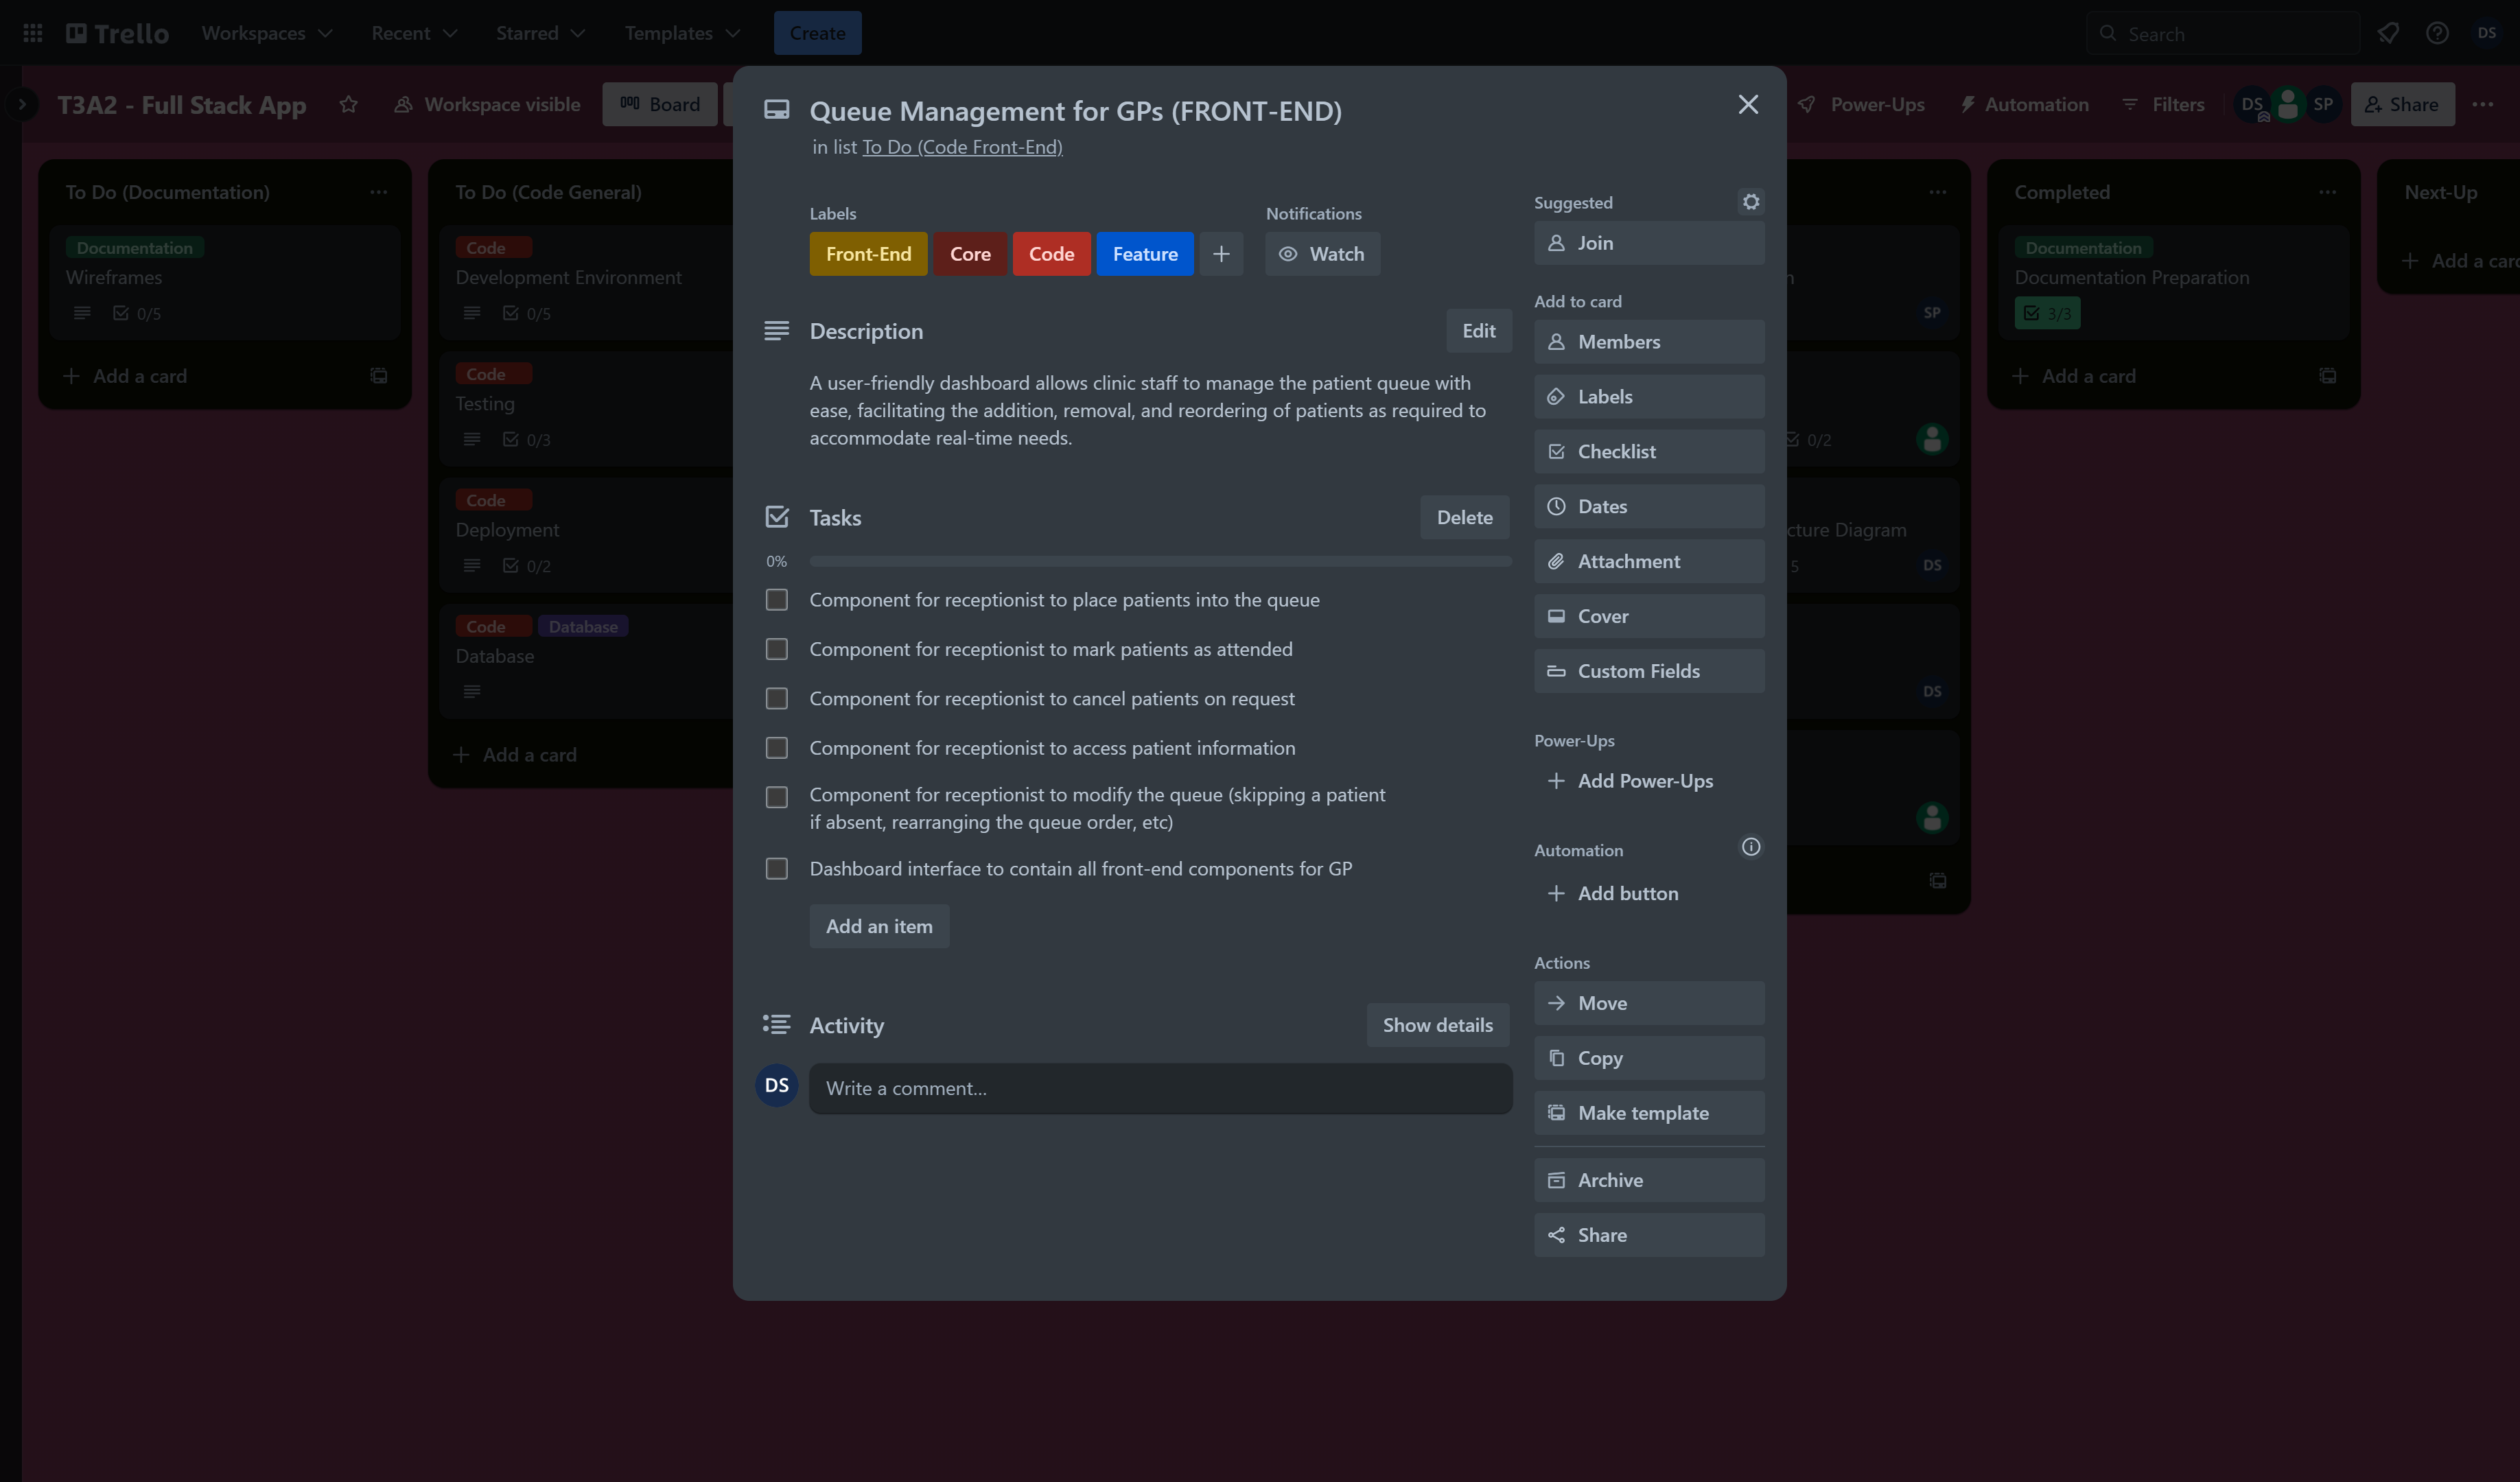 Trello
Workspaces
Recent
Starred
Templates
Create
Search
DS
T3A2 - Full Stack App
Workspace visible
Board
Power-Ups
Automation
Filters
DS
SP
Share
To Do (Documentation)
Documentation
Wireframes
0/5
Add a card
To Do (Code General)
Code
Development Environment
0/5
Code
Testing
0/3
Code
Deployment
0/2
Code Database
Database
Add a card
Queue Management for GPs (FRONT-END)
in list To Do (Code Front-End)
Labels
Front-End
Core
Code
Feature
Notifications
Watch
Description
Edit
A user-friendly dashboard allows clinic staff to manage the patient queue with
ease, facilitating the addition, removal, and reordering of patients as required to
accommodate real-time needs.
Tasks
Delete
0%
Component for receptionist to place patients into the queue
Component for receptionist to mark patients as attended
Component for receptionist to cancel patients on request
Component for receptionist to access patient information
Component for receptionist to modify the queue (skipping a patient
if absent, rearranging the queue order, etc)
Dashboard interface to contain all front-end components for GP
Add an item
Activity
Show details
DS
Write a comment...
Suggested
Join
Add to card
Members
Labels
Checklist
Dates
Attachment
Cover
Custom Fields
Power-Ups
Add Power-Ups
Automation
Add button
Actions
Move
Copy
Make template
Archive
Share
SP
0/2
Diagram
5
DS
DS
Completed
Documentation
Documentation Preparation
3/3
Add a card
Next-Up
Add a card